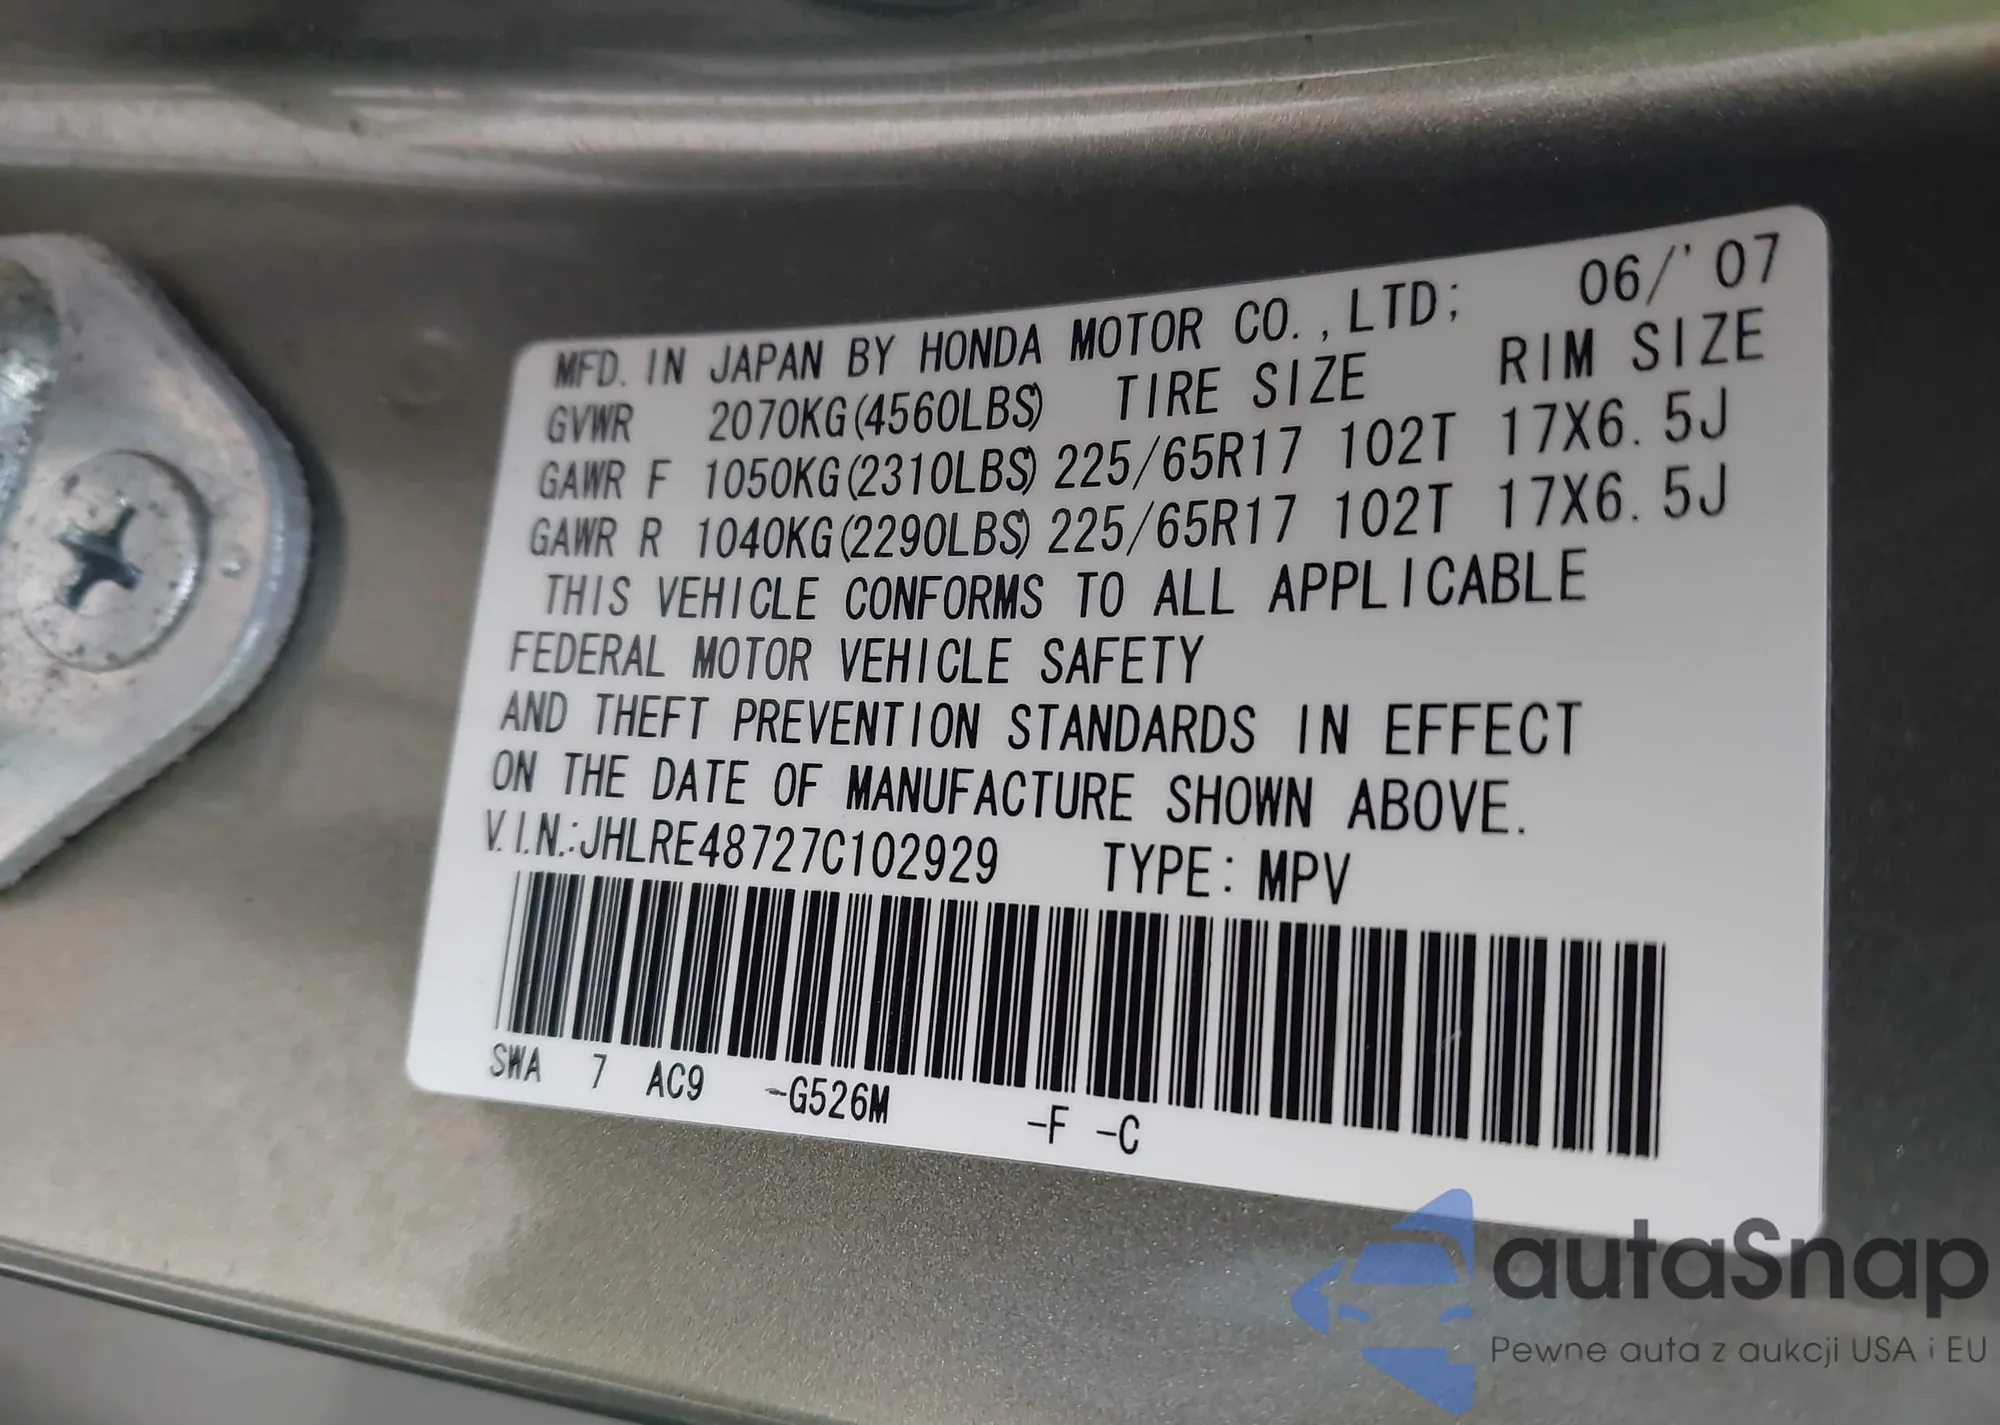 MFD. IN JAPAN BY HONDA MOTOR CO., LTD; 06/'07
GVWR 2070KG(4560LBS) TIRE SIZE RIM SIZE
GAWR F 1050KG(2310LBS) 225/65R17 102T 17X6.5J
GAWR R 1040KG(2290LBS) 225/65R17 102T 17X6.5J
THIS VEHICLE CONFORMS TO ALL APPLICABLE
FEDERAL MOTOR VEHICLE SAFETY
AND THEFT PREVENTION STANDARDS IN EFFECT
ON THE DATE OF MANUFACTURE SHOWN ABOVE.
V.I.N.:JHLRE48727C102929 TYPE: MPV
SWA 7 AC9 -G526M -F -C
autaSnap
Pewne auta z aukcji USA i EU